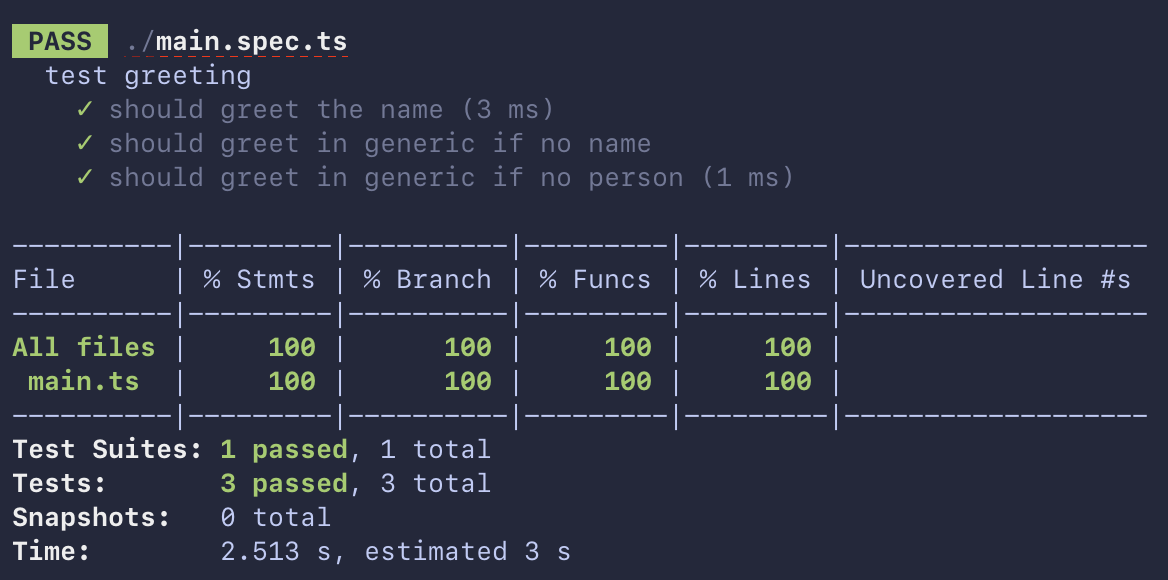 PASS ./main.spec.ts
  test greeting
    ✓ should greet the name (3 ms)
    ✓ should greet in generic if no name
    ✓ should greet in generic if no person (1 ms)

----------|---------|----------|---------|---------|-------------------
File      | % Stmts | % Branch | % Funcs | % Lines | Uncovered Line #s
----------|---------|----------|---------|---------|-------------------
All files |     100 |      100 |     100 |     100 |
 main.ts  |     100 |      100 |     100 |     100 |
----------|---------|----------|---------|---------|-------------------
Test Suites: 1 passed, 1 total
Tests:       3 passed, 3 total
Snapshots:   0 total
Time:        2.513 s, estimated 3 s